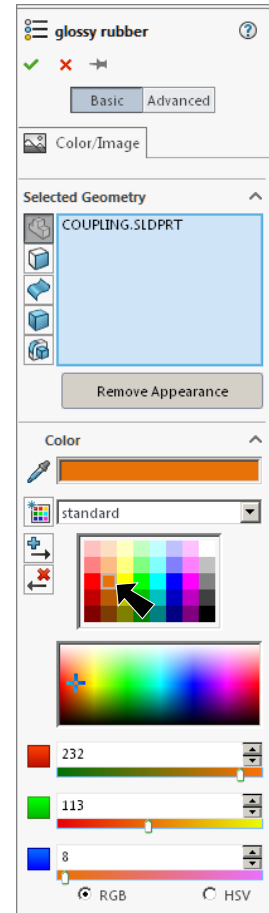 glossy rubber
Basic Advanced
Color/Image
Selected Geometry
COUPLING.SLDPRT
Remove Appearance
Color
standard
232
113
8
RGB HSV